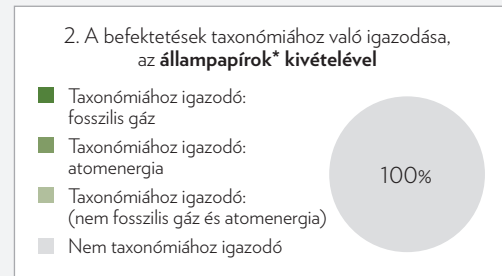 2. A befektetések taxonómiához való igazodása,
az állampapírok* kivételével
Taxonómiához igazodó:
fosszilis gáz
Taxonómiához igazodó:
atomenergia
Taxonómiához igazodó:
(nem fosszilis gáz és atomenergia)
Nem taxonómiához igazodó
100%